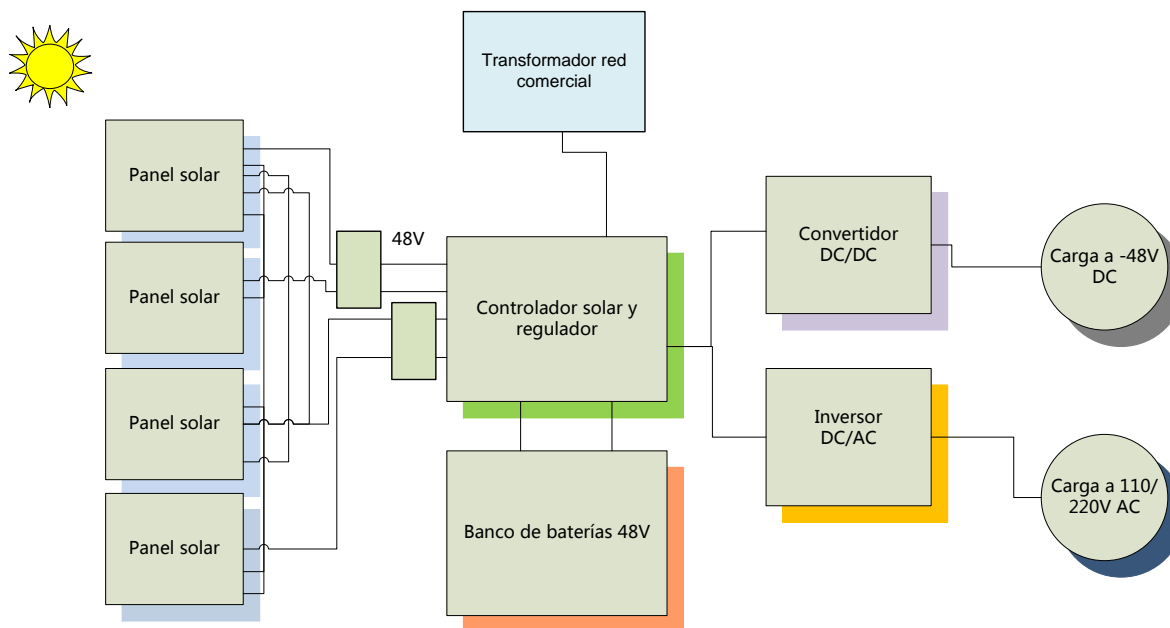 Transformador red
comercial
Panel solar
48V
Convertidor
DC/DC
Carga a -48V
DC
Panel solar
Controlador solar y
regulador
Panel solar
Inversor
DC/AC
Carga a 110/
220V AC
Panel solar
Banco de baterías 48V